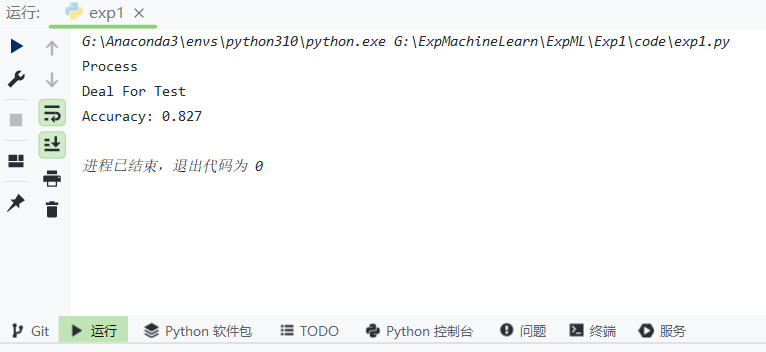 运行: exp1
G:\Anaconda3\envs\python310\python.exe G:\ExpMachineLearn\ExpML\Exp1\code\exp1.py
Process
Deal For Test
Accuracy: 0.827
进程已结束，退出代码为 0
Git 运行 Python 软件包 TODO Python 控制台 问题 终端 服务